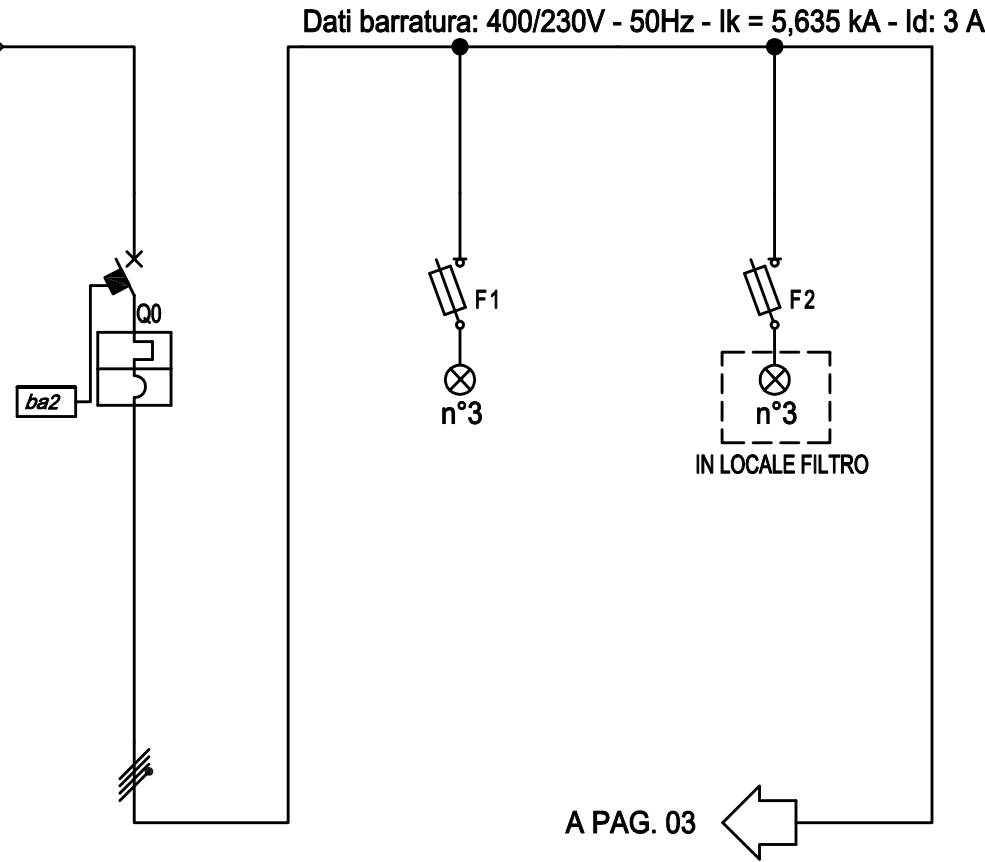 Dati barratura: 400/230V - 50Hz - Ik = 5,635 kA - Id: 3 A
Q0
F1
F2
ba2
n°3
n°3
IN LOCALE FILTRO
A PAG. 03